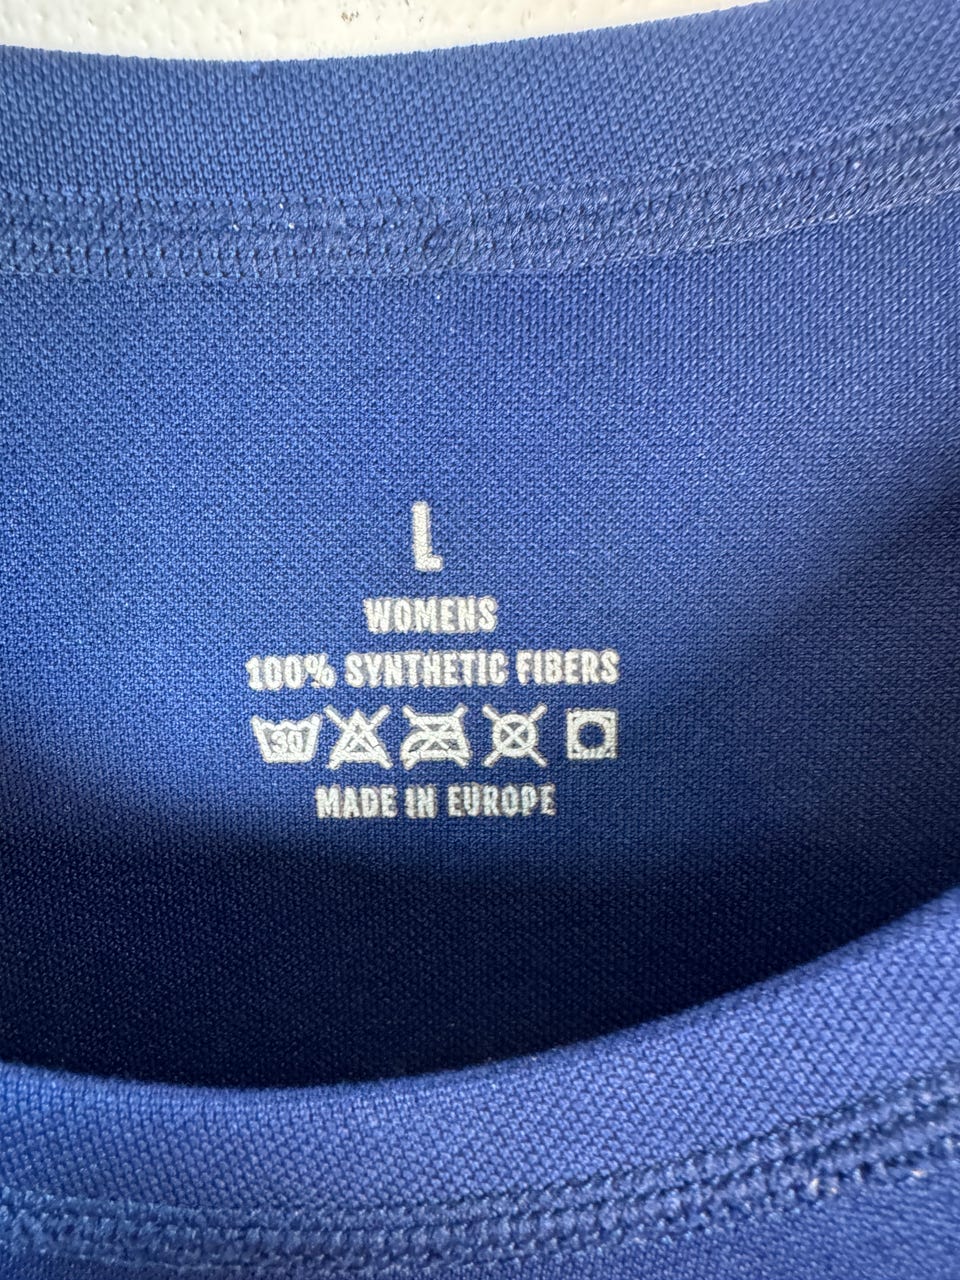 L
WOMENS
100% SYNTHETIC FIBERS
30
MADE IN EUROPE